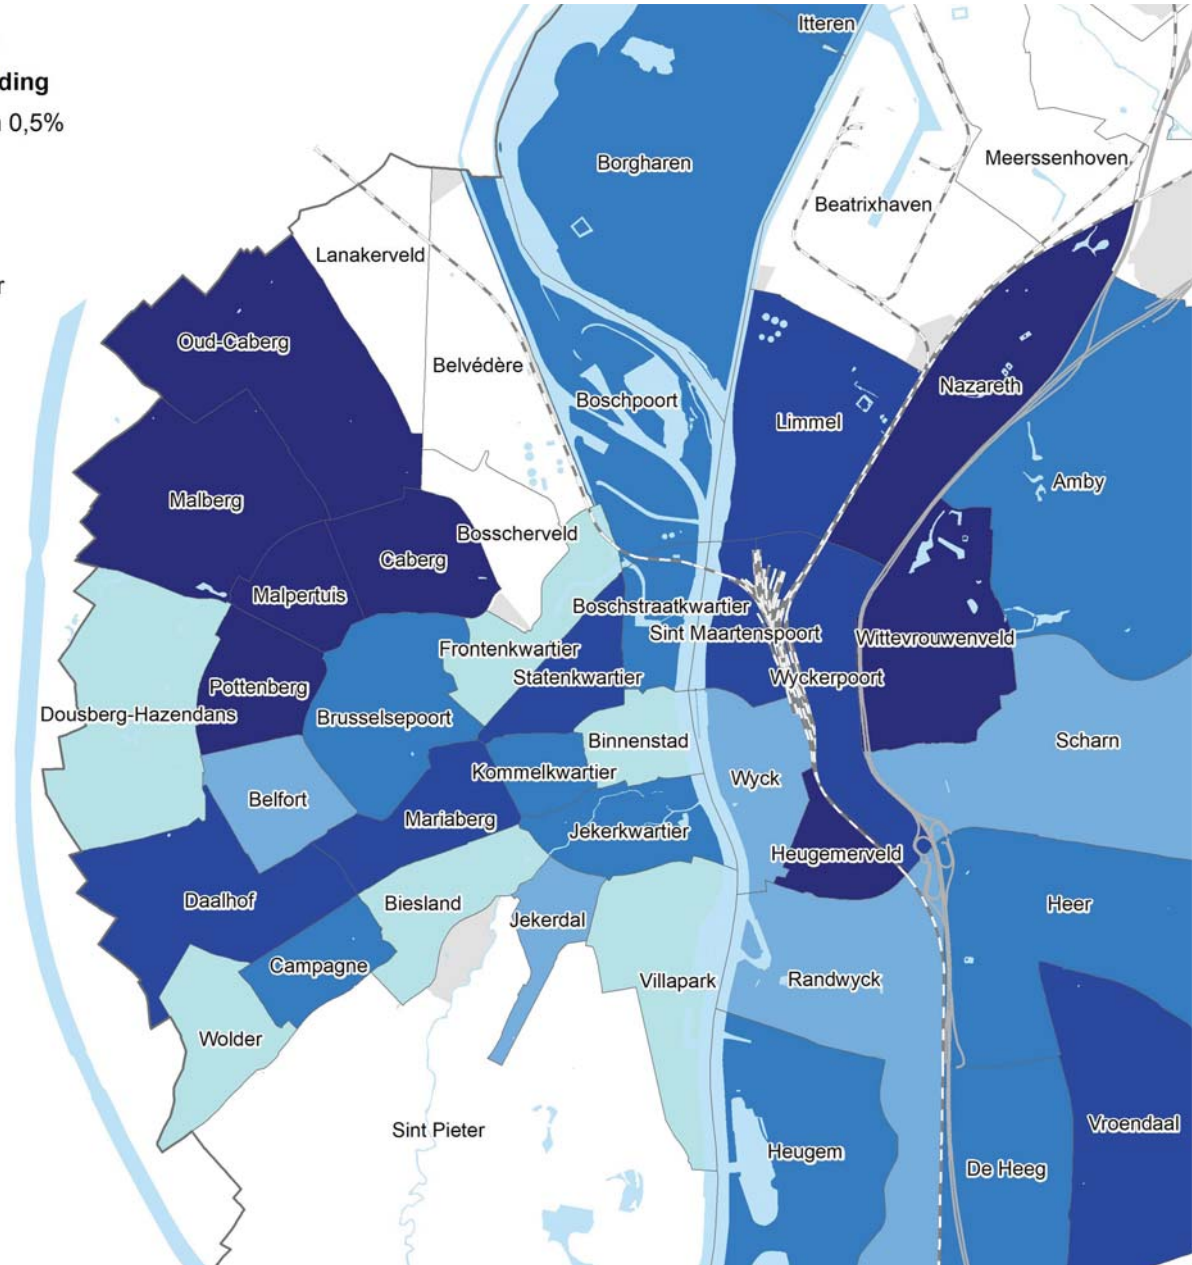 ding
0,5%
r
Itteren
Borgharen
Meerssenhoven
Beatrixhaven
Lanakerveld
Oud-Caberg
Belvédère
Nazareth
Boschpoort
Limmel
Amby
Malberg
Bosscherveld
Caberg
Malpertuis
Boschstraatkwartier
Sint Maartenspoort
Wittevrouwenveld
Frontenkwartier
Statenkwartier
Wyckerpoort
Pottenberg
Dousberg-Hazendans
Brusselsepoort
Binnenstad
Scharn
Kommelkwartier
Wyck
Belfort
Mariaberg
Jekerkwartier
Heugemerveld
Daalhof
Biesland
Heer
Jekerdal
Campagne
Villapark
Randwyck
Wolder
Sint Pieter
Vroendaal
Heugem
De Heeg